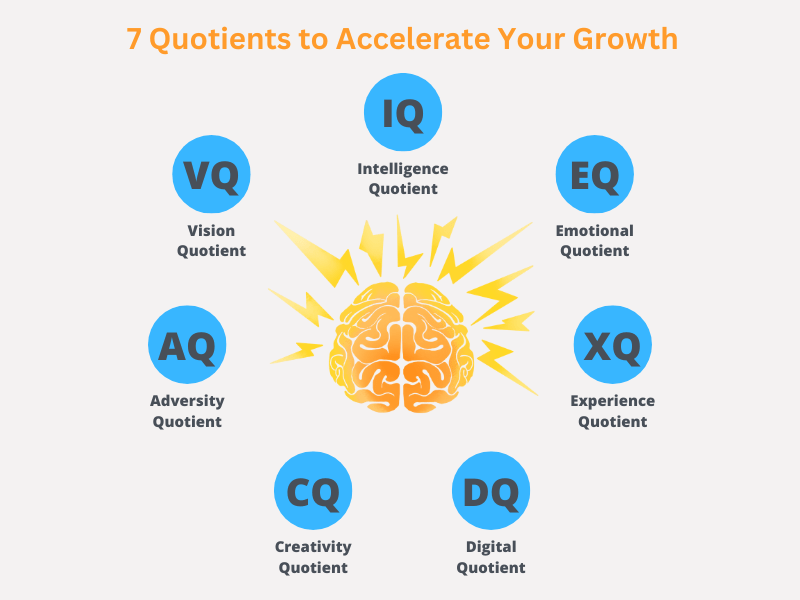 7 Quotients to Accelerate Your Growth
IQ
Intelligence
Quotient
EQ
Emotional
Quotient
XQ
Experience
Quotient
DQ
Digital
Quotient
CQ
Creativity
Quotient
AQ
Adversity
Quotient
VQ
Vision
Quotient